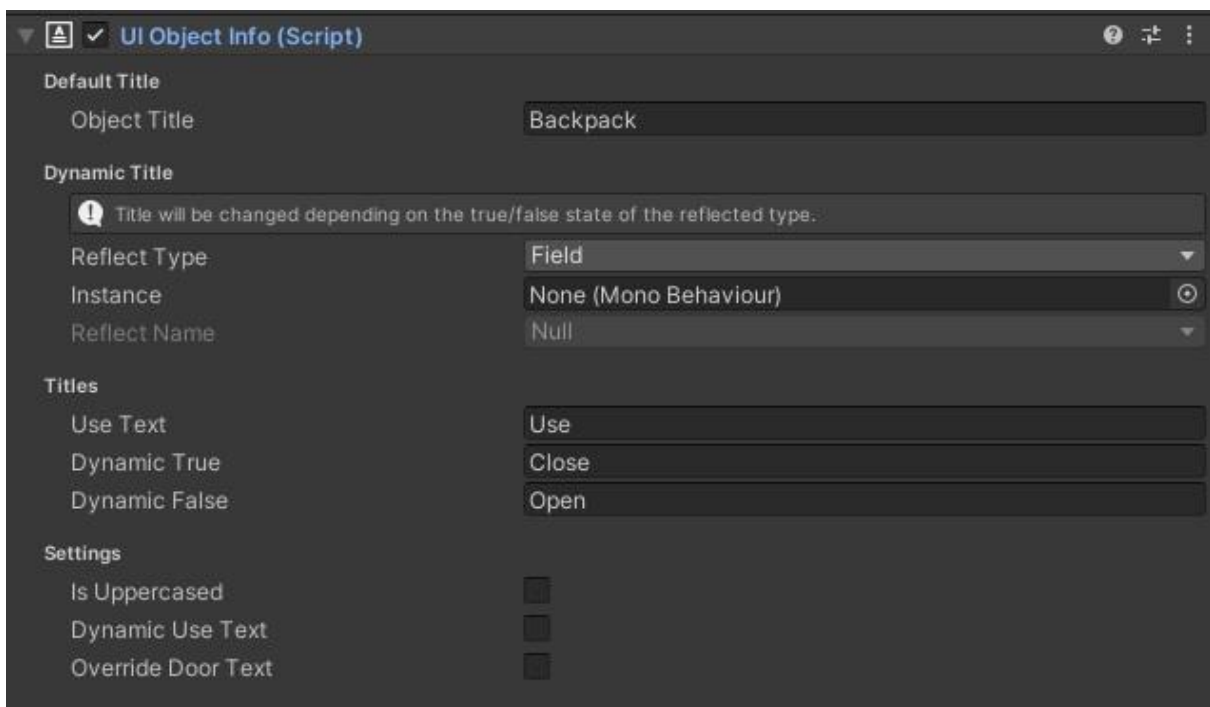 UI Object Info (Script)
Default Title
Object Title Backpack
Dynamic Title
Title will be changed depending on the true/false state of the reflected type.
Reflect Type Field
Instance None (Mono Behaviour)
Reflect Name Null
Titles
Use Text Use
Dynamic True Close
Dynamic False Open
Settings
Is Uppercased
Dynamic Use Text
Override Door Text